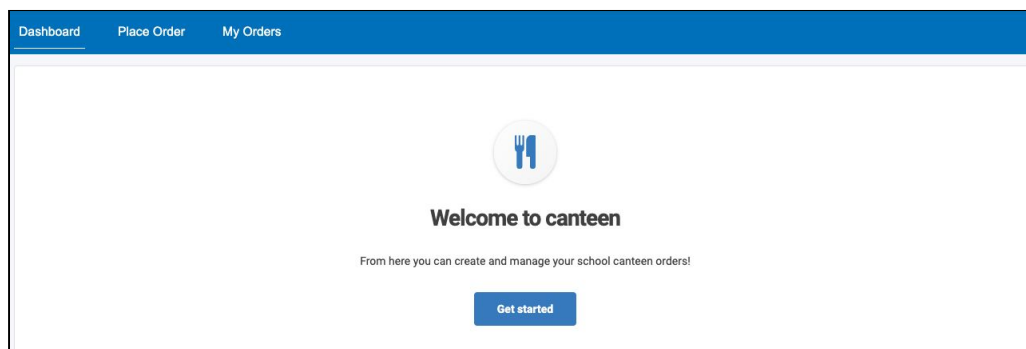 Dashboard Place Order My Orders
Welcome to canteen
From here you can create and manage your school canteen orders!
Get started